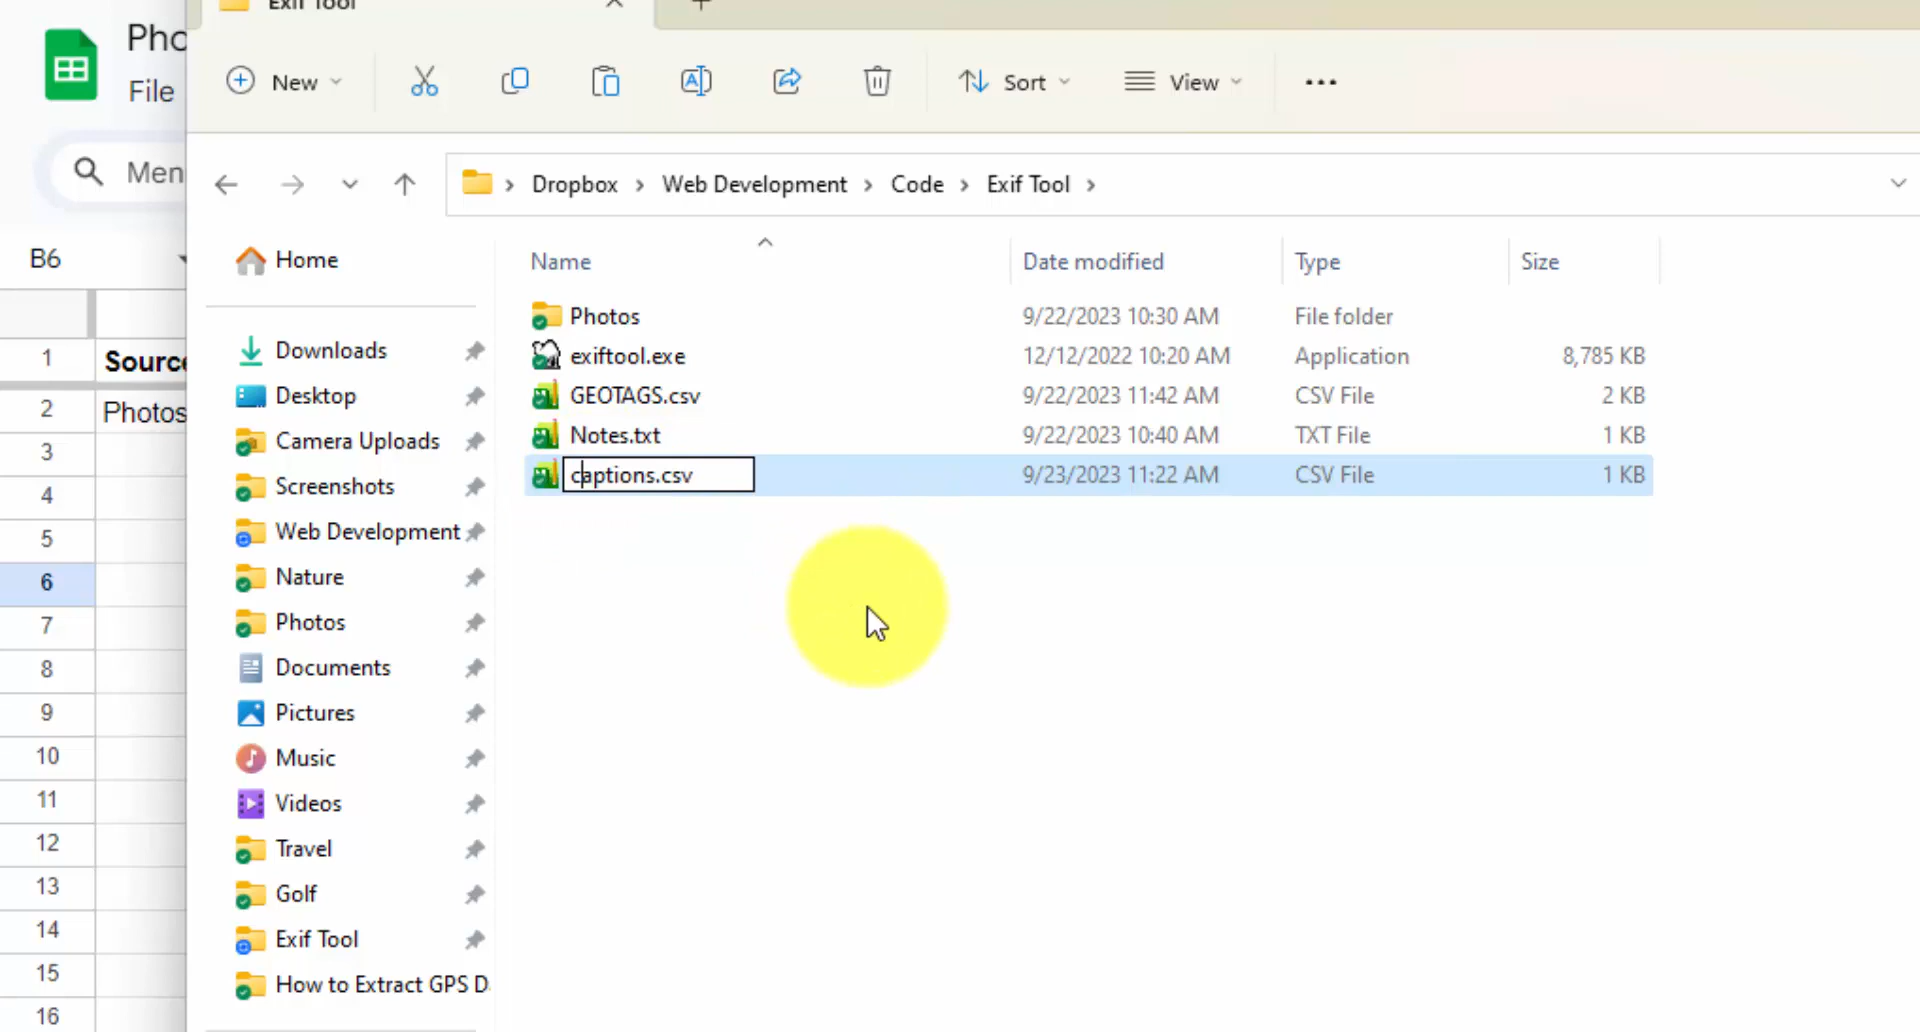 Exif Tool
Pho
File
Men
B6
1
2
3
4
5
6
7
8
9
10
11
12
13
14
15
16
Source
Photos
New
Sort
View
Dropbox > Web Development > Code > Exif Tool >
Home
Downloads
Desktop
Camera Uploads
Screenshots
Web Development
Nature
Photos
Documents
Pictures
Music
Videos
Travel
Golf
Exif Tool
How to Extract GPS D
Name Date modified Type Size
Photos 9/22/2023 10:30 AM File folder
exiftool.exe 12/12/2022 10:20 AM Application 8,785 KB
GEOTAGS.csv 9/22/2023 11:42 AM CSV File 2 KB
Notes.txt 9/22/2023 10:40 AM TXT File 1 KB
captions.csv 9/23/2023 11:22 AM CSV File 1 KB